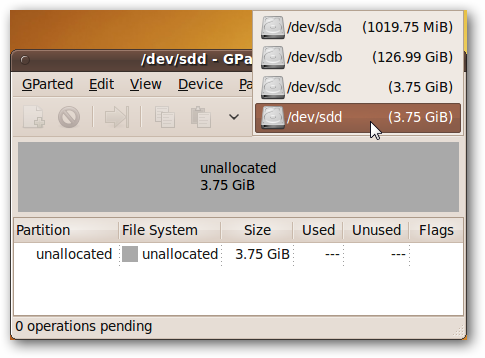 /dev/sda (1019.75 MiB)
/dev/sdb (126.99 GiB)
/dev/sdc (3.75 GiB)
/dev/sdd (3.75 GiB)
/dev/sdd - GPa
GParted Edit View Device Pa
unallocated
3.75 GiB
Partition File System Size Used Unused Flags
unallocated unallocated 3.75 GiB --- ---
0 operations pending